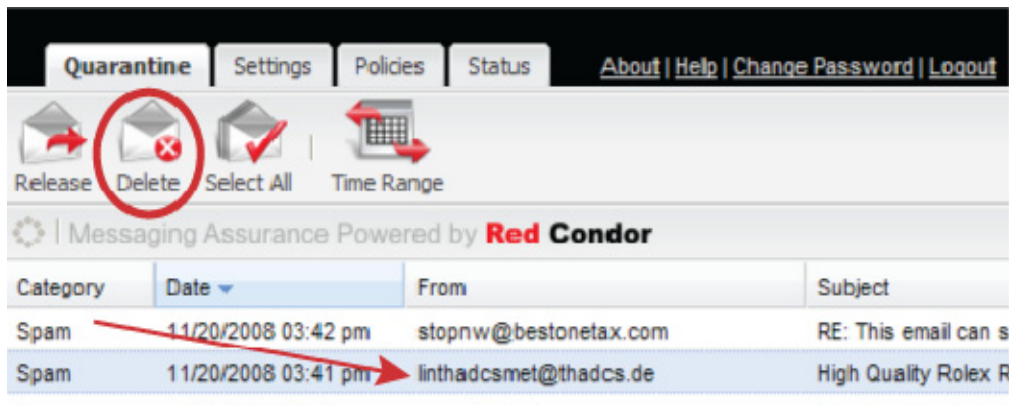 Quarantine Settings Policies Status About | Help | Change Password | Logout
Release Delete Select All Time Range
Messaging Assurance Powered by Red Condor
Category Date From Subject
Spam 11/20/2008 03:42 pm stopnw@bestonetax.com RE: This email can s
Spam 11/20/2008 03:41 pm linthadcsmet@thadcs.de High Quality Rolex R